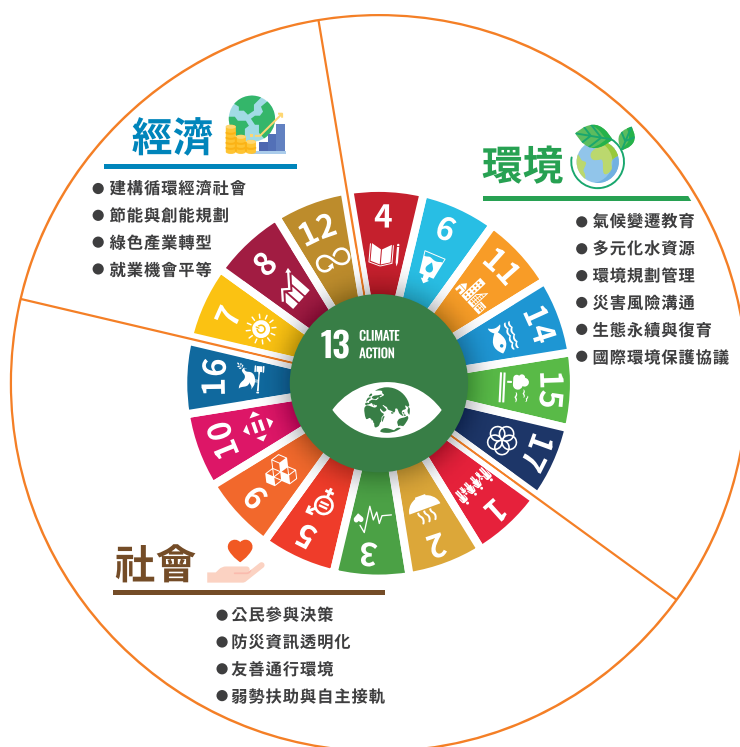 經濟
建構循環經濟社會
節能與創能規劃
綠色產業轉型
就業機會平等
環境
氣候變遷教育
多元化水資源
環境規劃管理
災害風險溝通
生態永續與復育
國際環境保護協議
4
6
11
14
15
17
1
2
3
5
9
10
16
7
8
12
13 CLIMATE
ACTION
社會
公民參與決策
防災資訊透明化
友善通行環境
弱勢扶助與自主接軌